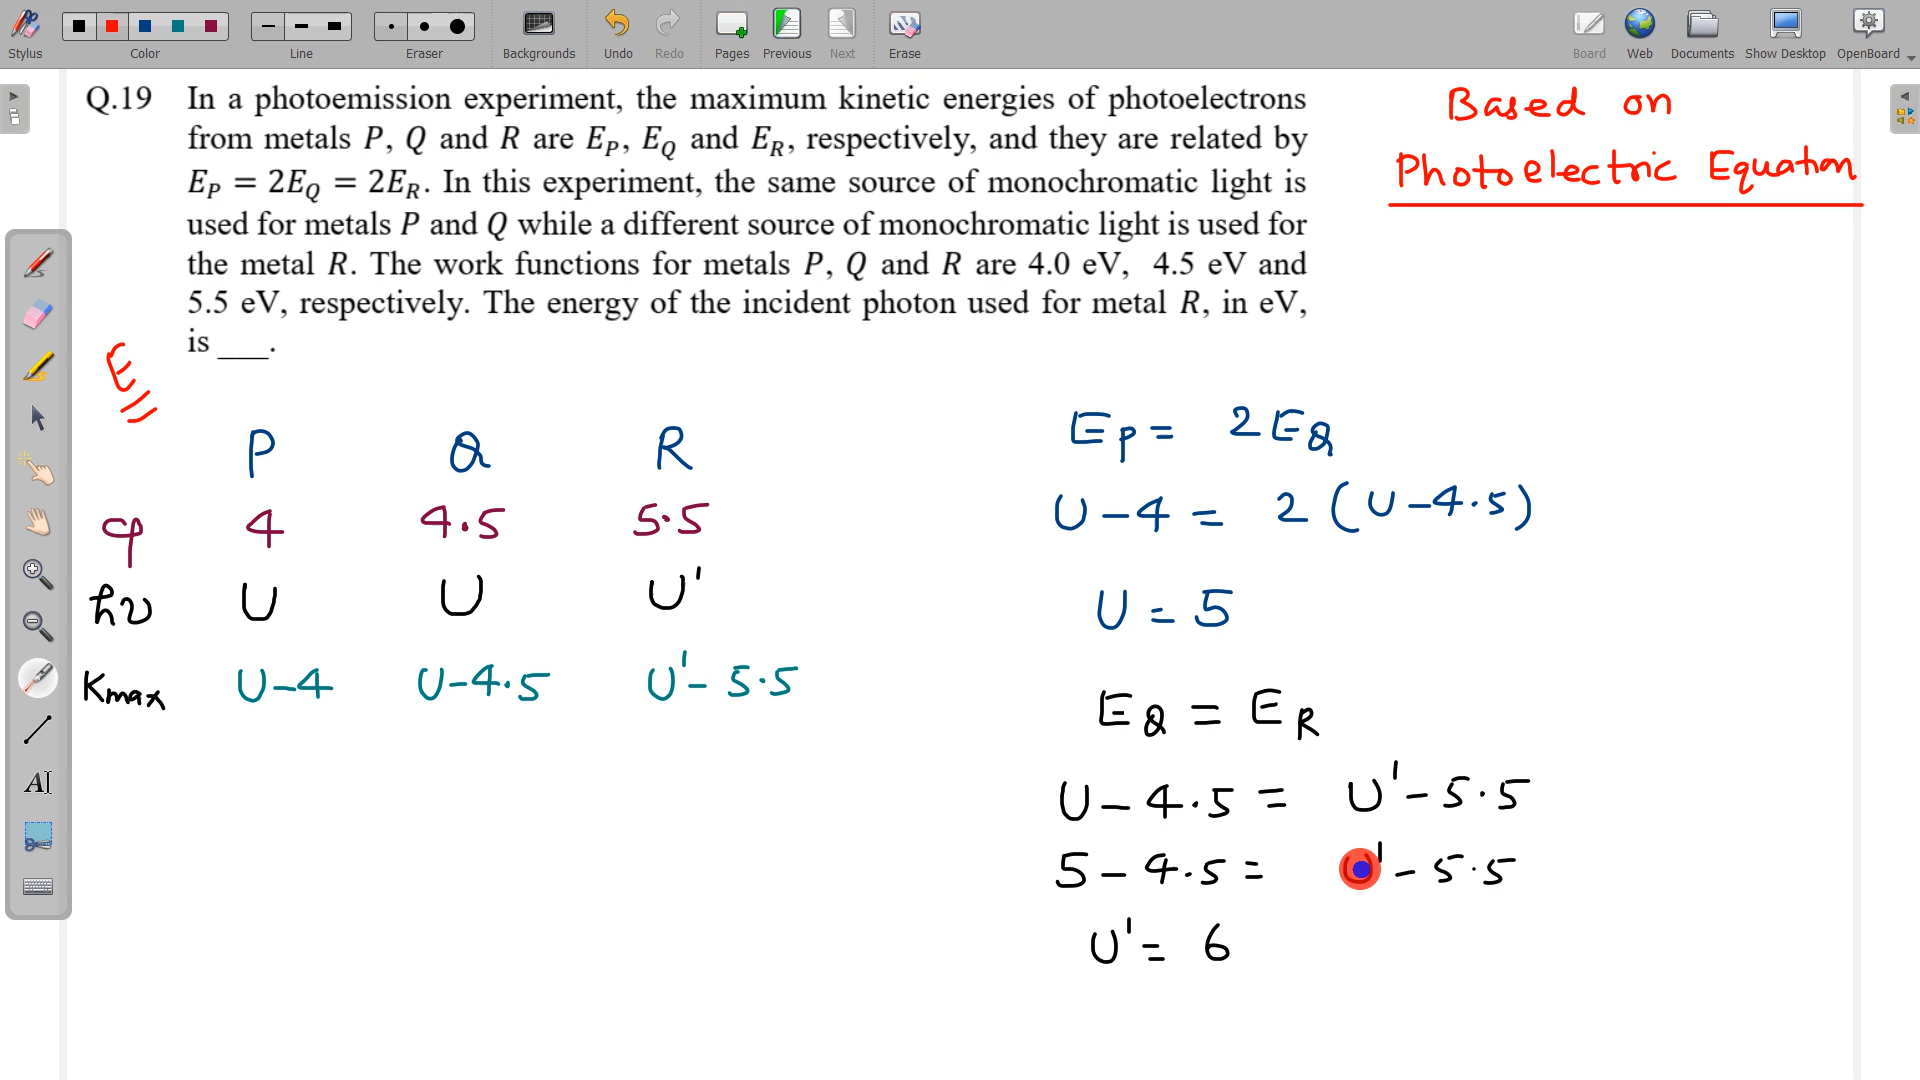 Stylus Color Line Eraser Backgrounds Undo Redo Pages Previous Next Erase Board Web Documents Show Desktop OpenBoard
Q.19 In a photoemission experiment, the maximum kinetic energies of photoelectrons
from metals P, Q and R are E_P, E_Q and E_R, respectively, and they are related by
E_P = 2E_Q = 2E_R. In this experiment, the same source of monochromatic light is
used for metals P and Q while a different source of monochromatic light is used for
the metal R. The work functions for metals P, Q and R are 4.0 eV, 4.5 eV and
5.5 eV, respectively. The energy of the incident photon used for metal R, in eV,
is ___.
Based on
Photoelectric Equation
E
P Q R
φ 4 4.5 5.5
hν U U U'
Kmax U-4 U-4.5 U'-5.5
E_P = 2E_Q
U-4 = 2(U-4.5)
U = 5
E_Q = E_R
U-4.5 = U'-5.5
5-4.5 = U'-5.5
U' = 6
AI